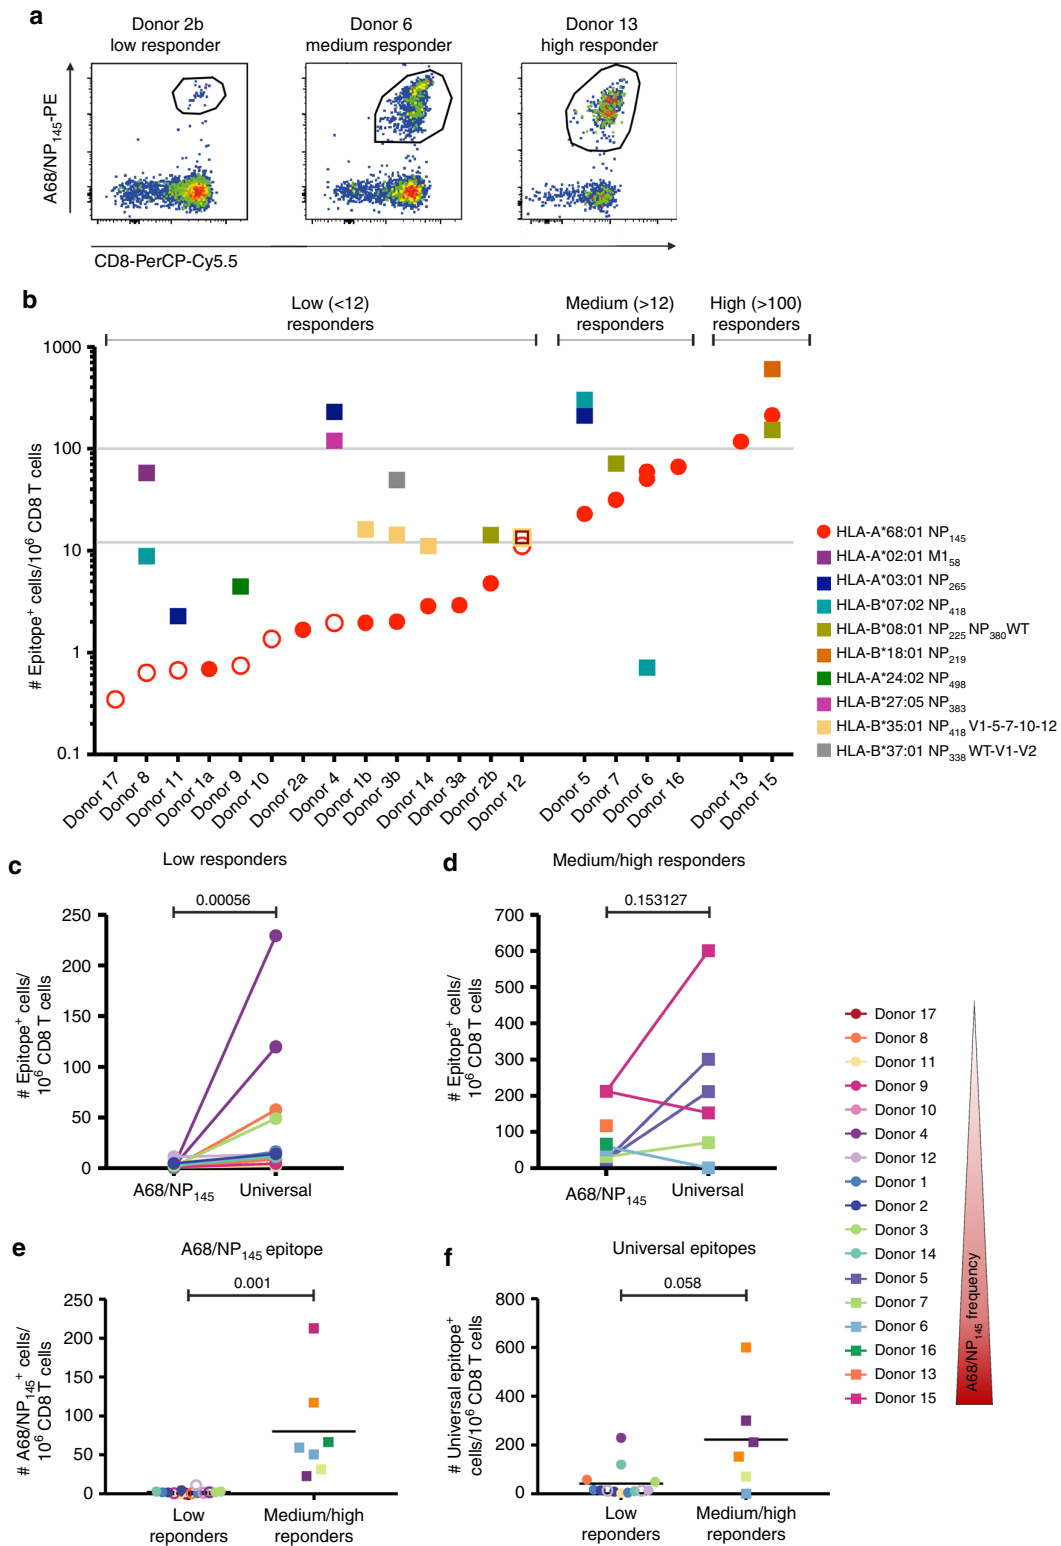 a
Donor 2b
low responder
Donor 6
medium responder
Donor 13
high responder
A68/NP145-PE
CD8-PerCP-Cy5.5
b
Low (<12)
responders
Medium (>12)
responders
High (>100)
responders
# Epitope+ cells/10^6 CD8 T cells
1000
100
10
1
0.1
Donor 17
Donor 8
Donor 11
Donor 1a
Donor 9
Donor 10
Donor 2a
Donor 4
Donor 1b
Donor 3b
Donor 14
Donor 3a
Donor 2b
Donor 12
Donor 5
Donor 7
Donor 6
Donor 16
Donor 13
Donor 15
HLA-A*68:01 NP145
HLA-A*02:01 M158
HLA-A*03:01 NP265
HLA-B*07:02 NP418
HLA-B*08:01 NP225 NP380WT
HLA-B*18:01 NP219
HLA-A*24:02 NP498
HLA-B*27:05 NP383
HLA-B*35:01 NP418 V1-5-7-10-12
HLA-B*37:01 NP338 WT-V1-V2
c
Low responders
0.00056
# Epitope+ cells/
10^6 CD8 T cells
250
200
150
100
50
0
A68/NP145
Universal
d
Medium/high responders
0.153127
# Epitope+ cells/
10^6 CD8 T cells
700
600
500
400
300
200
100
0
A68/NP145
Universal
Donor 17
Donor 8
Donor 11
Donor 9
Donor 10
Donor 4
Donor 12
Donor 1
Donor 2
Donor 3
Donor 14
Donor 5
Donor 7
Donor 6
Donor 16
Donor 13
Donor 15
A68/NP145 frequency
e
A68/NP145 epitope
0.001
# A68/NP145+ cells/
10^6 CD8 T cells
250
200
150
100
50
0
Low
reponders
Medium/high
reponders
f
Universal epitopes
0.058
# Universal epitope+
cells/10^6 CD8 T cells
800
600
400
200
0
Low
reponders
Medium/high
reponders